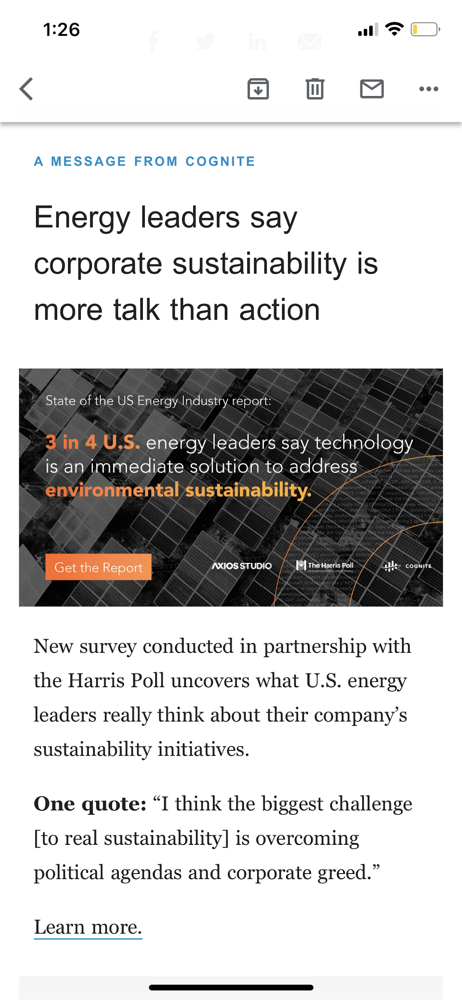 1:26
A MESSAGE FROM COGNITE
Energy leaders say
corporate sustainability is
more talk than action
State of the US Energy Industry report:
3 in 4 U.S. energy leaders say technology
is an immediate solution to address
environmental sustainability.
Get the Report
AXIOS STUDIO
The Harris Poll
COGNITE
New survey conducted in partnership with
the Harris Poll uncovers what U.S. energy
leaders really think about their company’s
sustainability initiatives.
One quote: “I think the biggest challenge
[to real sustainability] is overcoming
political agendas and corporate greed.”
Learn more.